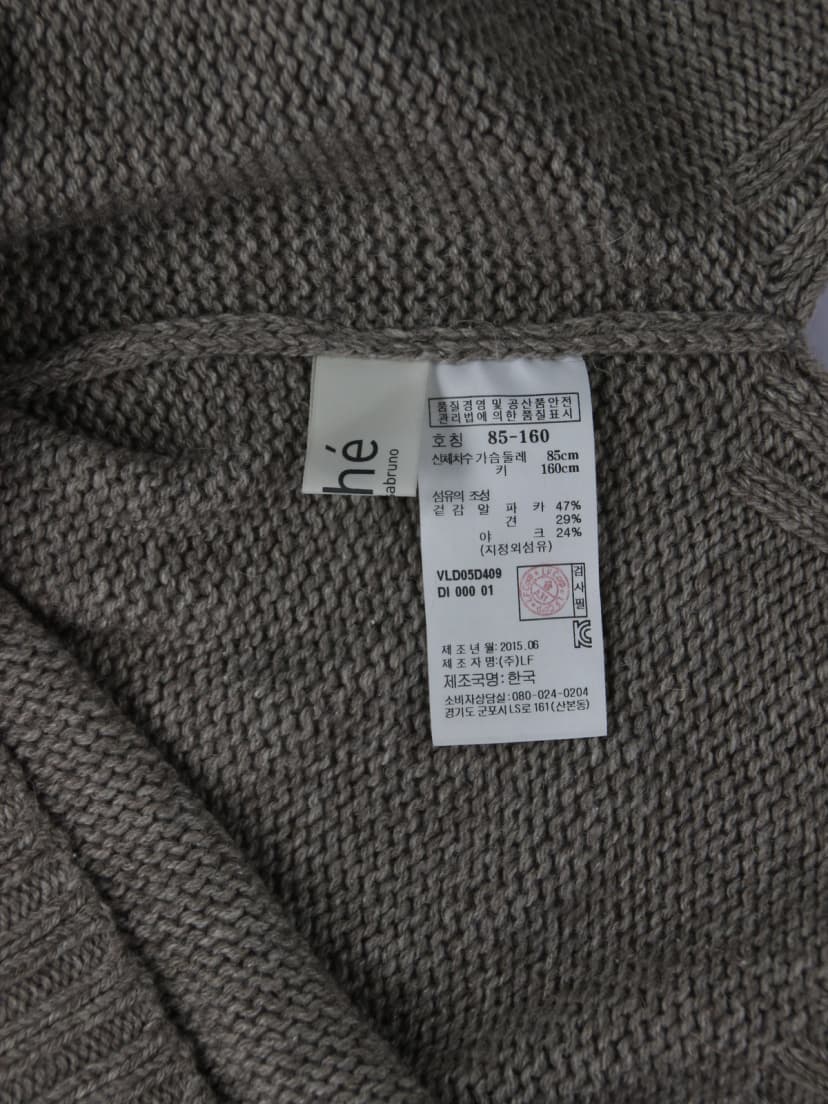 hé
abruno
품질경영 및 공산품안전
관리법에 의한 품질표시
호칭 85-160
신체치수 가슴둘레 85cm
키 160cm
섬유의 조성
겉감 알파카 47%
견 29%
야크 24%
(지정외섬유)
VLD05D409
DI 000 01
검사필
제조년월: 2015.06
제조자명:(주)LF
제조국명: 한국
소비자상담실: 080-024-0204
경기도 군포시 LS로 161(산본동)